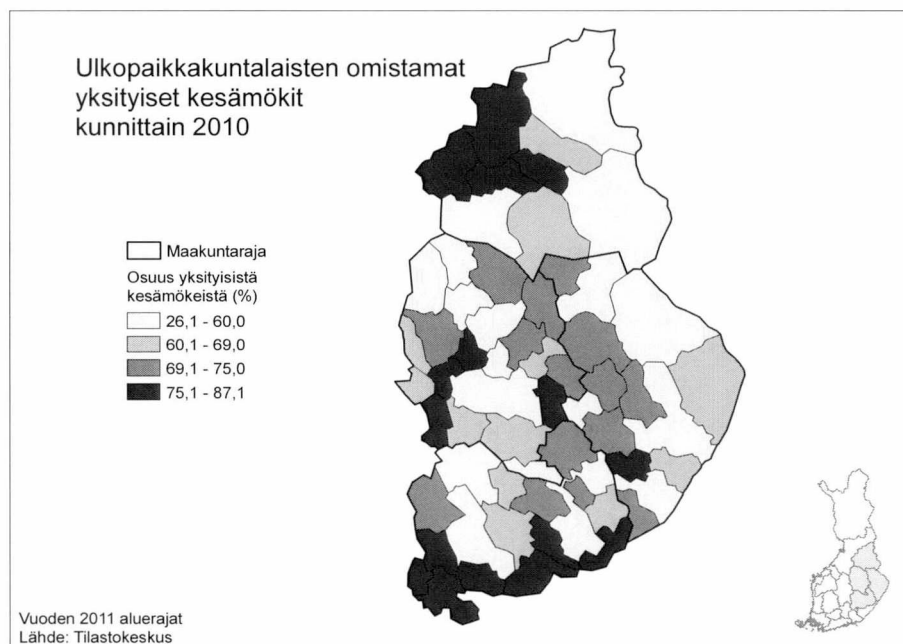 Ulkopaikkakuntalaisten omistamat
yksityiset kesämökit
kunnittain 2010
Maakuntaraja
Osuus yksityisistä
kesämökeistä (%)
26,1 - 60,0
60,1 - 69,0
69,1 - 75,0
75,1 - 87,1
Vuoden 2011 aluerajat
Lähde: Tilastokeskus